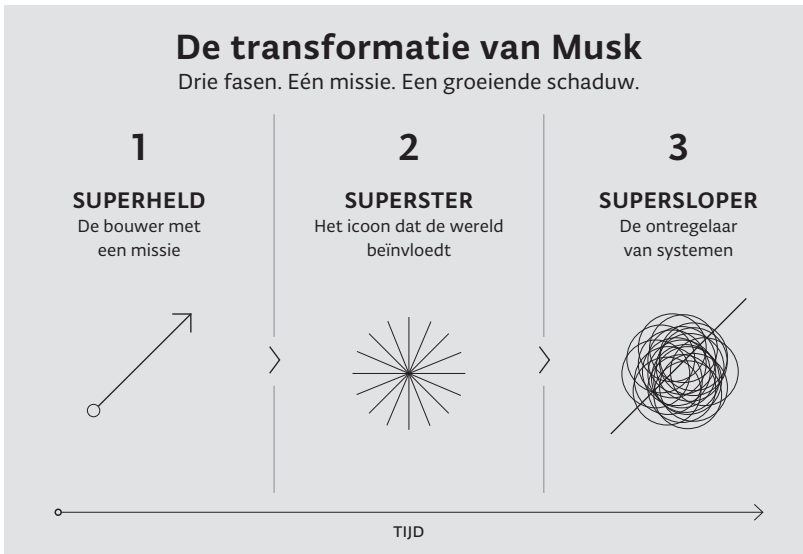 De transformatie van Musk
Drie fasen. Eén missie. Een groeiende schaduw.
1
SUPERHELD
De bouwer met
een missie
2
SUPERSTER
Het icoon dat de wereld
beïnvloedt
3
SUPERSLOPER
De ontregelaar
van systemen
TIJD